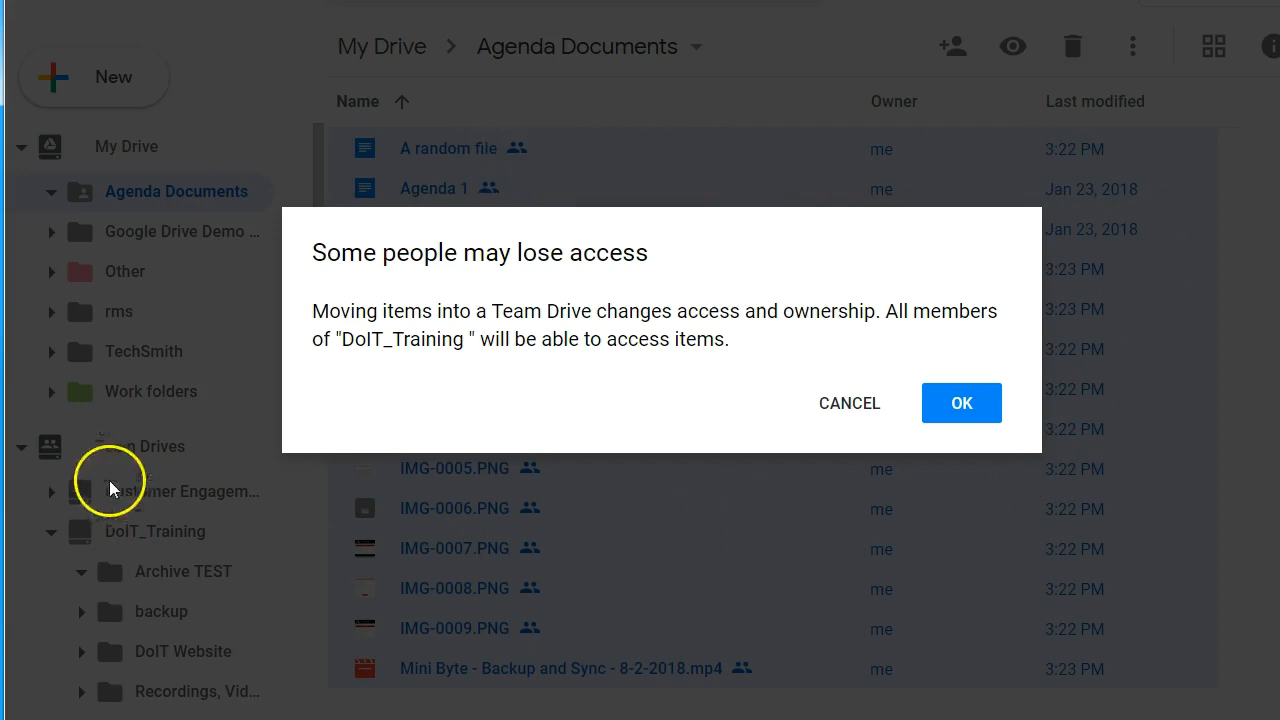 My Drive > Agenda Documents
New
Name
Owner
Last modified
My Drive
A random file
me
3:22 PM
Agenda Documents
Agenda 1
me
Jan 23, 2018
Google Drive Demo ...
Jan 23, 2018
Some people may lose access
Other
3:23 PM
rms
3:23 PM
Moving items into a Team Drive changes access and ownership. All members
of "DoIT_Training " will be able to access items.
TechSmith
3:22 PM
Work folders
3:22 PM
CANCEL
OK
3:22 PM
Drives
IMG-0005.PNG
me
3:22 PM
Engagem...
IMG-0006.PNG
me
3:22 PM
DoIT_Training
IMG-0007.PNG
me
3:22 PM
Archive TEST
IMG-0008.PNG
me
3:22 PM
backup
IMG-0009.PNG
me
3:22 PM
DoIT Website
Mini Byte - Backup and Sync - 8-2-2018.mp4
me
3:23 PM
Recordings, Vid...